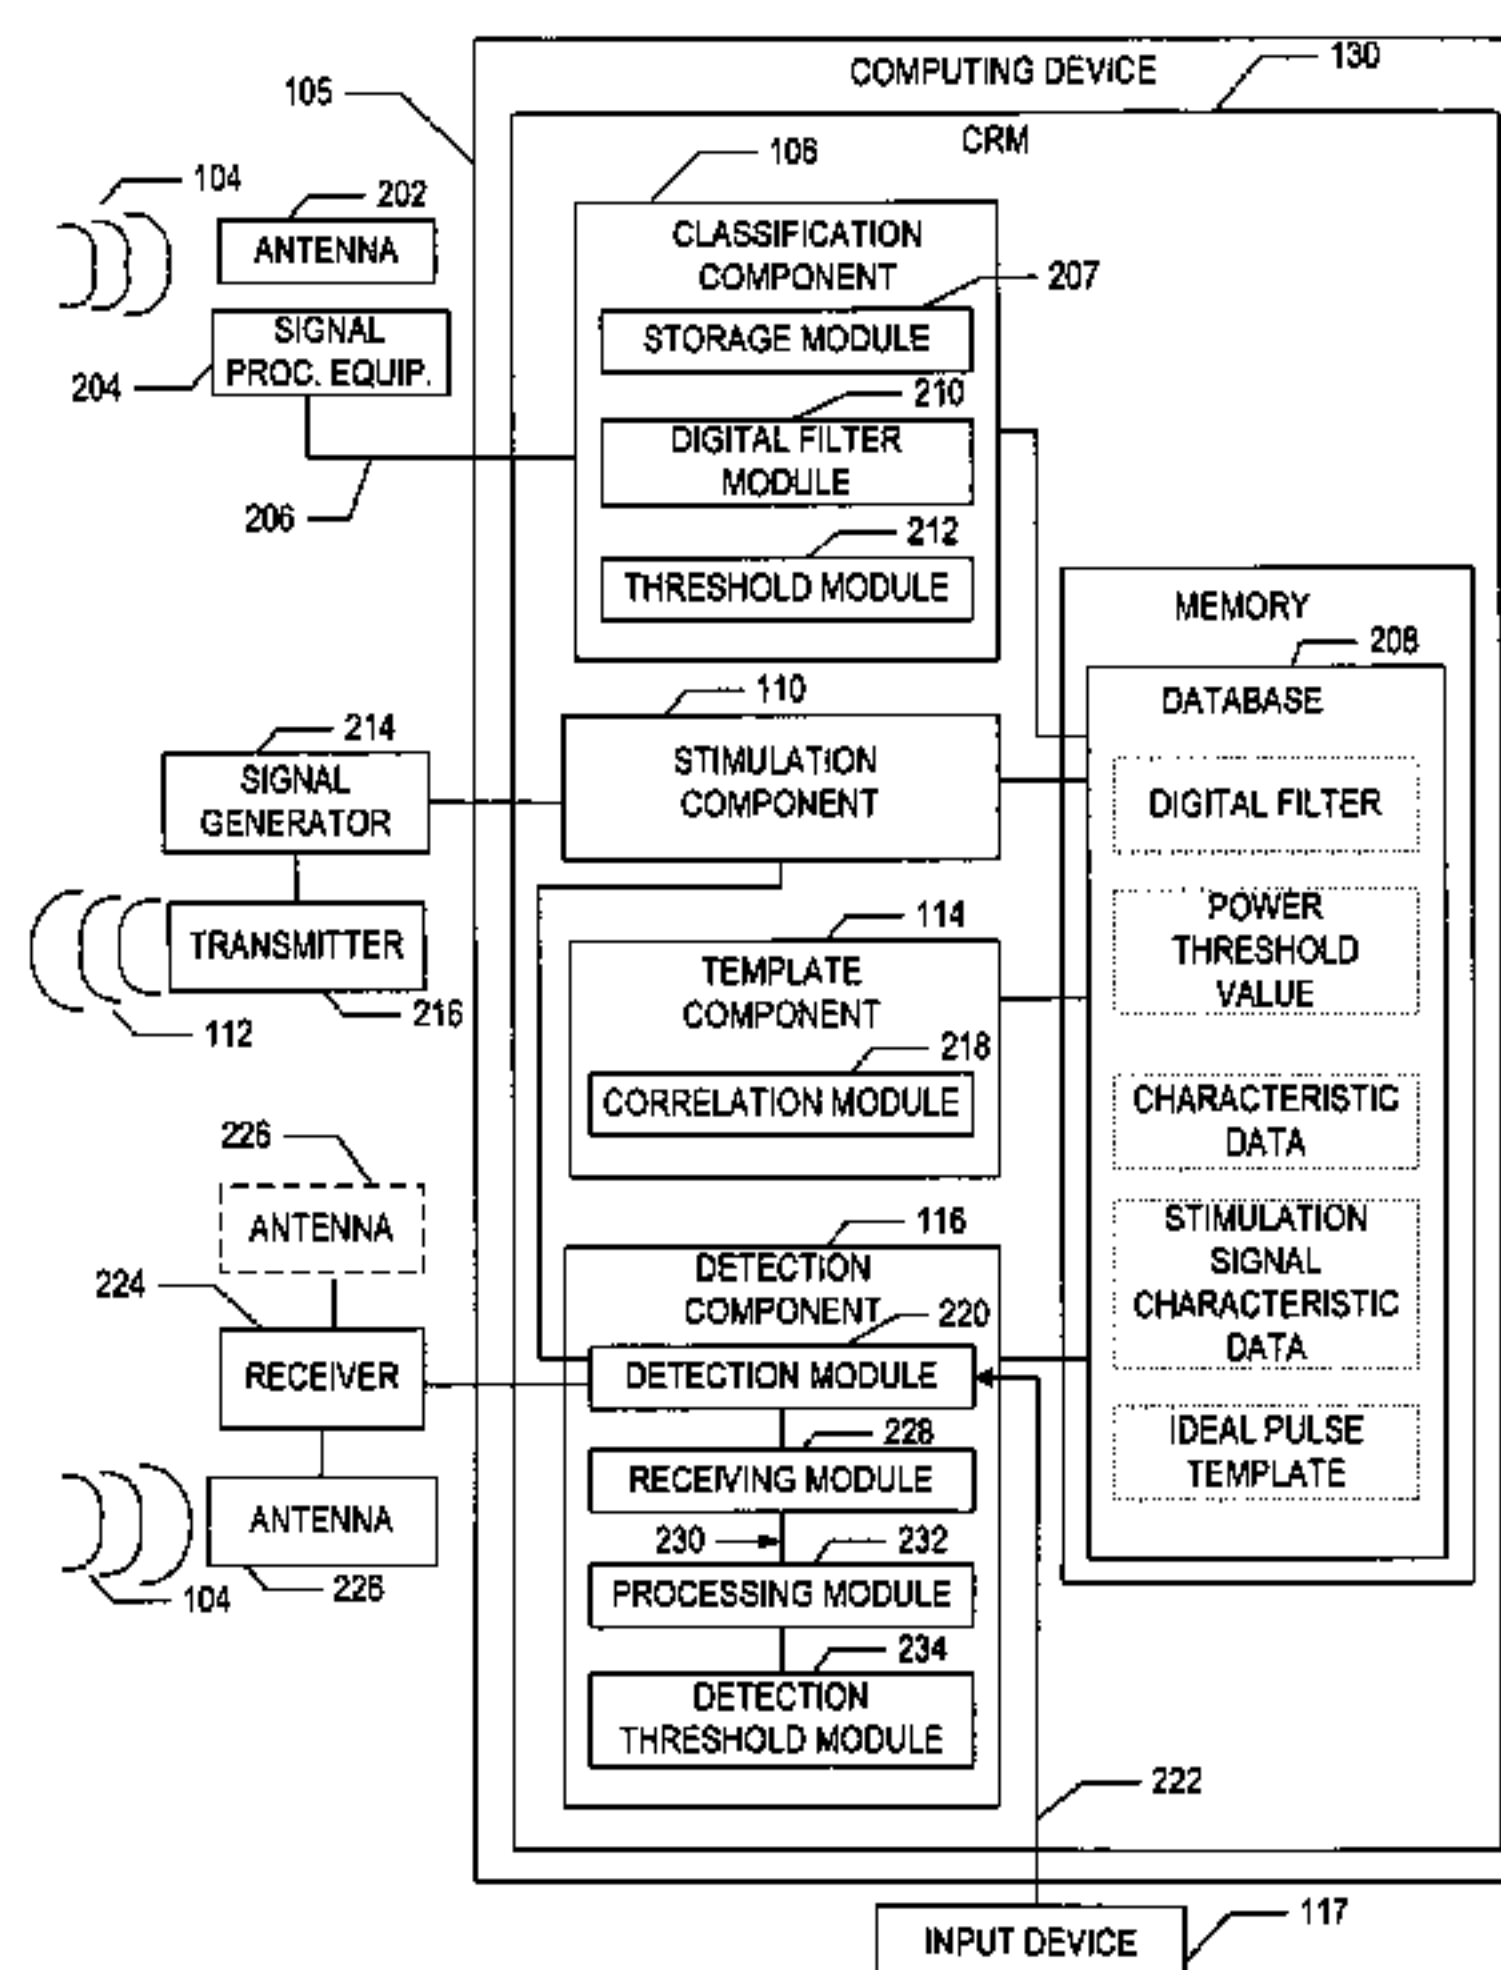 COMPUTING DEVICE
130
105
CRM
106
104
202
ANTENNA
CLASSIFICATION
COMPONENT
207
SIGNAL
PROC. EQUIP.
204
STORAGE MODULE
210
DIGITAL FILTER
MODULE
206
212
THRESHOLD MODULE
MEMORY
208
DATABASE
110
214
SIGNAL
GENERATOR
STIMULATION
COMPONENT
DIGITAL FILTER
POWER
THRESHOLD
VALUE
114
TRANSMITTER
216
112
TEMPLATE
COMPONENT
218
CORRELATION MODULE
CHARACTERISTIC
DATA
226
ANTENNA
116
DETECTION
COMPONENT
STIMULATION
SIGNAL
CHARACTERISTIC
DATA
224
220
RECEIVER
DETECTION MODULE
228
IDEAL PULSE
TEMPLATE
RECEIVING MODULE
ANTENNA
230
232
226
104
PROCESSING MODULE
234
DETECTION
THRESHOLD MODULE
222
117
INPUT DEVICE